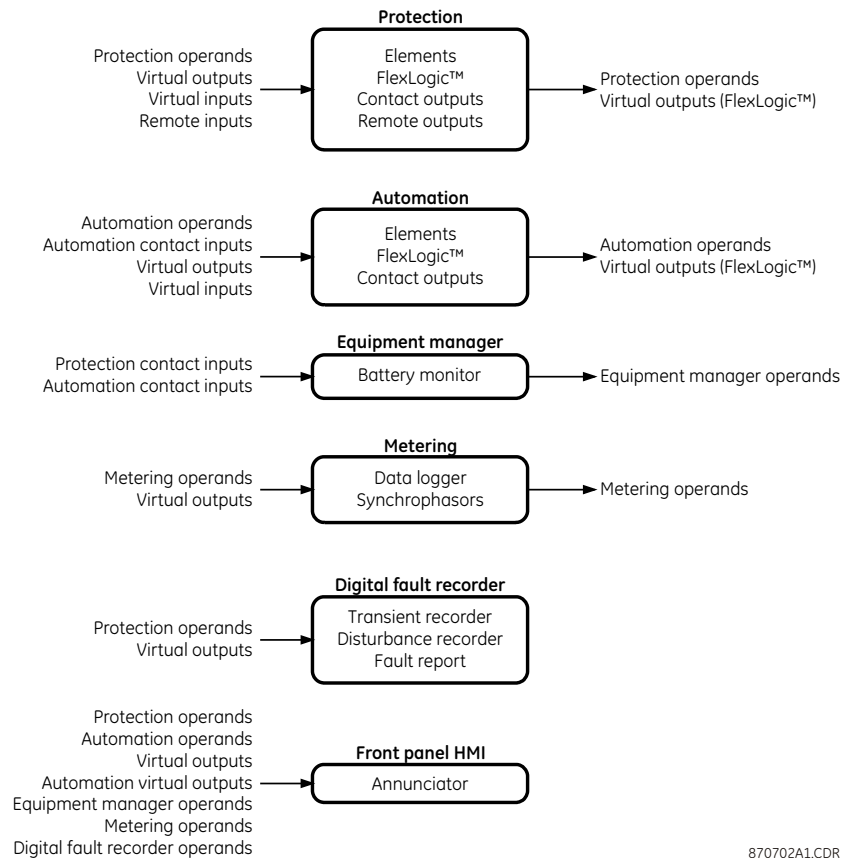 Protection
Protection operands
Virtual outputs
Virtual inputs
Remote inputs
Elements
FlexLogic™
Contact outputs
Remote outputs
Protection operands
Virtual outputs (FlexLogic™)
Automation
Automation operands
Automation contact inputs
Virtual outputs
Virtual inputs
Elements
FlexLogic™
Contact outputs
Automation operands
Virtual outputs (FlexLogic™)
Equipment manager
Protection contact inputs
Automation contact inputs
Battery monitor
Equipment manager operands
Metering
Metering operands
Virtual outputs
Data logger
Synchrophasors
Metering operands
Digital fault recorder
Protection operands
Virtual outputs
Transient recorder
Disturbance recorder
Fault report
Protection operands
Automation operands
Virtual outputs
Automation virtual outputs
Equipment manager operands
Metering operands
Digital fault recorder operands
Front panel HMI
Annunciator
870702A1.CDR